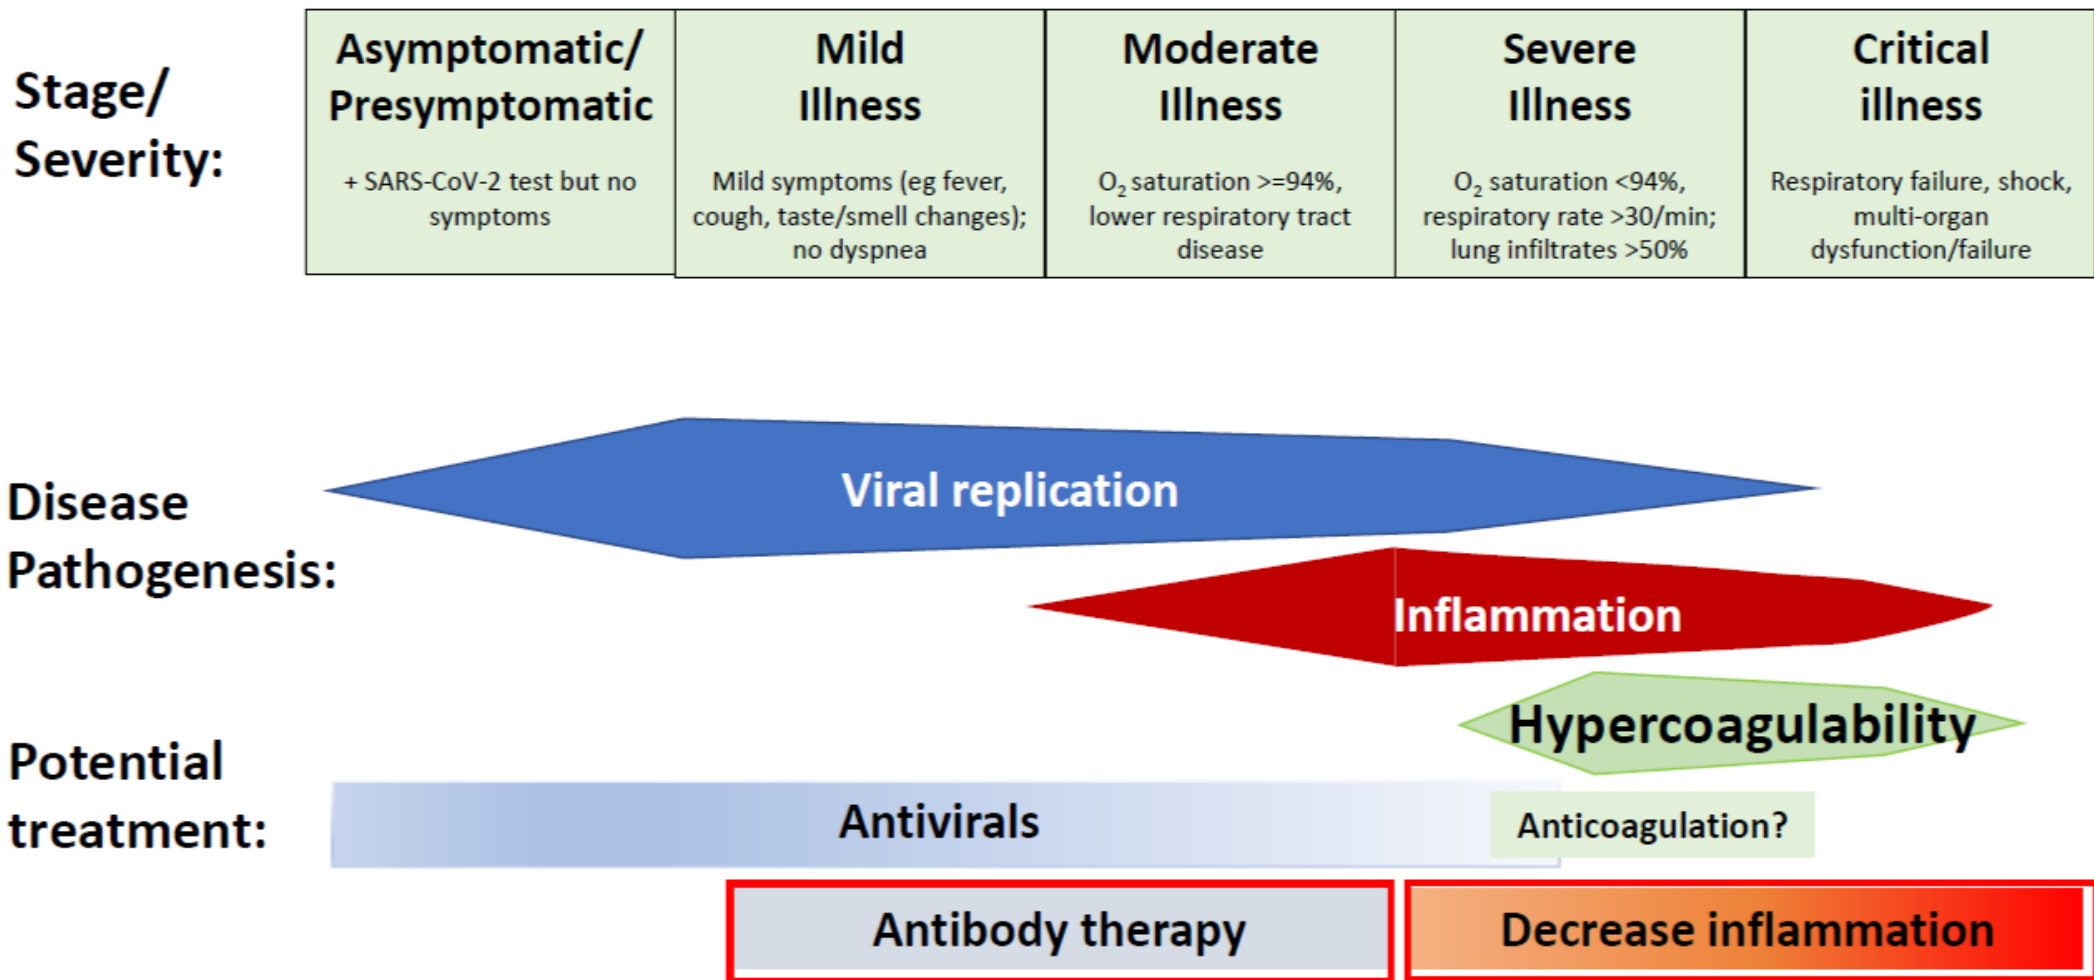 Stage/
Severity:
Asymptomatic/
Presymptomatic
+ SARS-CoV-2 test but no
symptoms
Mild
Illness
Mild symptoms (eg fever,
cough, taste/smell changes);
no dyspnea
Moderate
Illness
O₂ saturation >=94%,
lower respiratory tract
disease
Severe
Illness
O₂ saturation <94%,
respiratory rate >30/min;
lung infiltrates >50%
Critical
illness
Respiratory failure, shock,
multi-organ
dysfunction/failure
Disease
Pathogenesis:
Viral replication
Inflammation
Hypercoagulability
Potential
treatment:
Antivirals
Anticoagulation?
Antibody therapy
Decrease inflammation